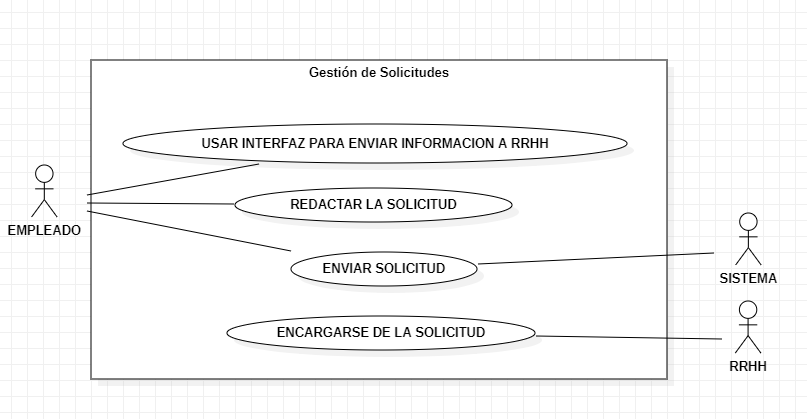 Gestión de Solicitudes
USAR INTERFAZ PARA ENVIAR INFORMACION A RRHH
REDACTAR LA SOLICITUD
EMPLEADO
ENVIAR SOLICITUD
SISTEMA
ENCARGARSE DE LA SOLICITUD
RRHH